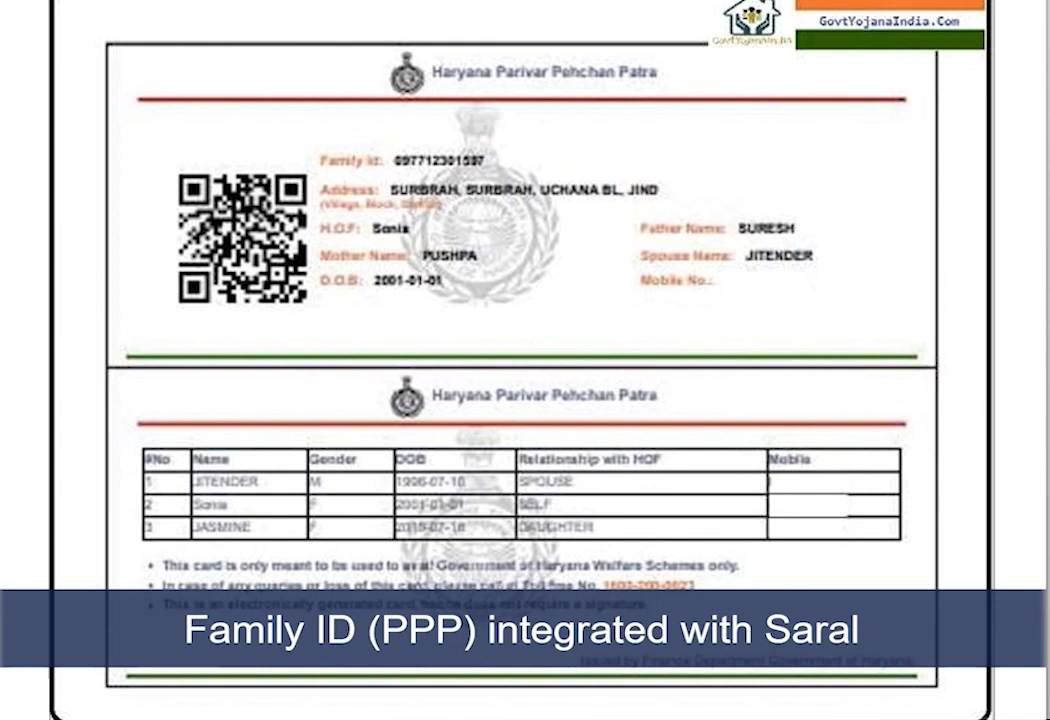 GovtYojanaIndia.Com
Haryana Parivar Pehchan Patra
Family Id: 097712301597
Address: SURBRAH, SURBRAH, UCHANA BL, JIND
(Village, Block, District)
H.O.F: Sonia Father Name: SURESH
Mother Name: PUSHPA Spouse Name: JITENDER
D.O.B: 2001-01-01 Mobile No.:
Haryana Parivar Pehchan Patra
#No Name Gender DOB Relationship with HOF Mobile
1 JITENDER M 1996-07-10 SPOUSE
2 Sonia F 2001-01-01 SELF
3 JASMINE F DAUGHTER
• This card is only meant to be used to avail Government of Haryana Welfare Schemes only.
• In case of any queries or loss of this card, please call at Toll free No.
• This is an electronically generated card, hence does not require a signature.
Family ID (PPP) integrated with Saral
Issued by Finance Department Government of Haryana